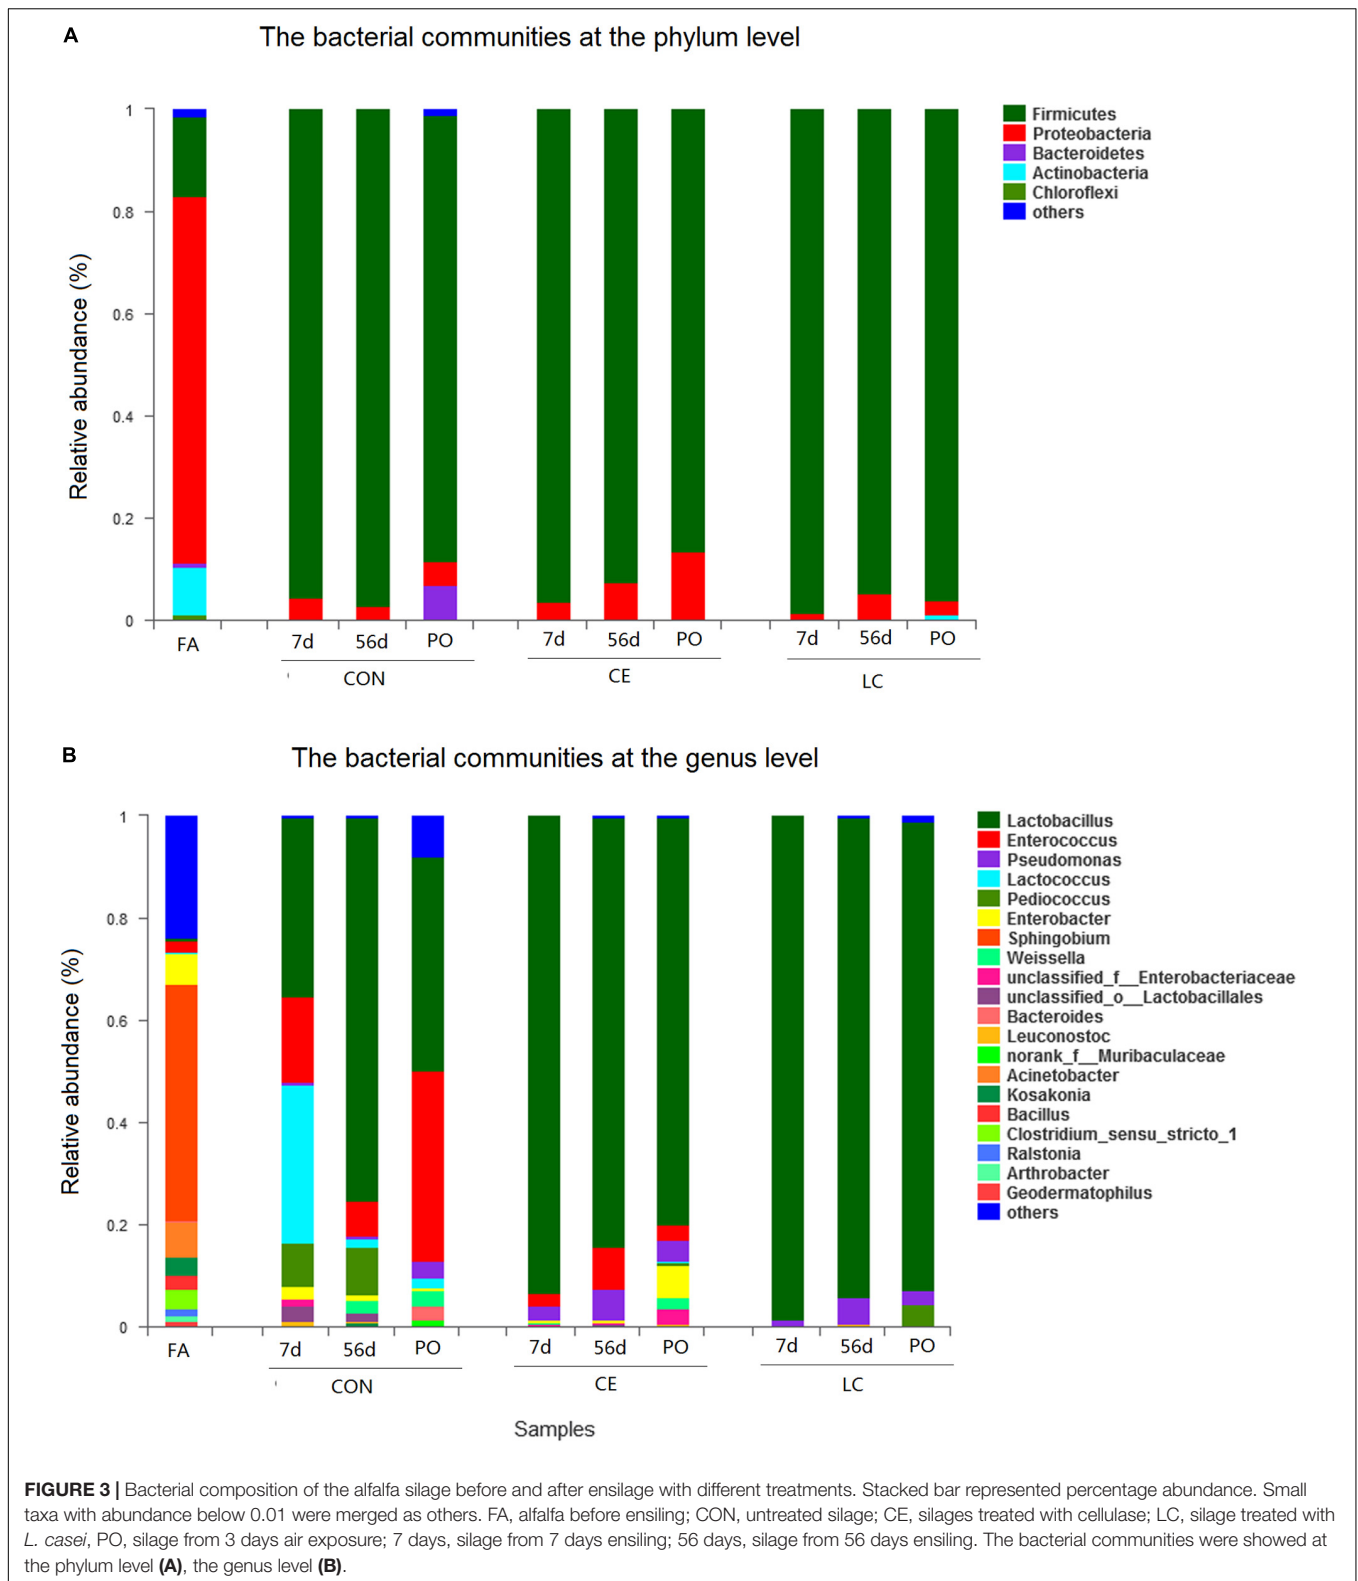 A
The bacterial communities at the phylum level
Relative abundance (%)
1
0.8
0.6
0.4
0.2
0
FA
7d 56d PO
CON
7d 56d PO
CE
7d 56d PO
LC
Firmicutes
Proteobacteria
Bacteroidetes
Actinobacteria
Chloroflexi
others
B
The bacterial communities at the genus level
Relative abundance (%)
1
0.8
0.6
0.4
0.2
0
FA
7d 56d PO
CON
7d 56d PO
CE
7d 56d PO
LC
Samples
Lactobacillus
Enterococcus
Pseudomonas
Lactococcus
Pediococcus
Enterobacter
Sphingobium
Weissella
unclassified_f__Enterobacteriaceae
unclassified_o__Lactobacillales
Bacteroides
Leuconostoc
norank_f__Muribaculaceae
Acinetobacter
Kosakonia
Bacillus
Clostridium_sensu_stricto_1
Ralstonia
Arthrobacter
Geodermatophilus
others
FIGURE 3 | Bacterial composition of the alfalfa silage before and after ensilage with different treatments. Stacked bar represented percentage abundance. Small
taxa with abundance below 0.01 were merged as others. FA, alfalfa before ensiling; CON, untreated silage; CE, silages treated with cellulase; LC, silage treated with
L. casei, PO, silage from 3 days air exposure; 7 days, silage from 7 days ensiling; 56 days, silage from 56 days ensiling. The bacterial communities were showed at
the phylum level (A), the genus level (B).